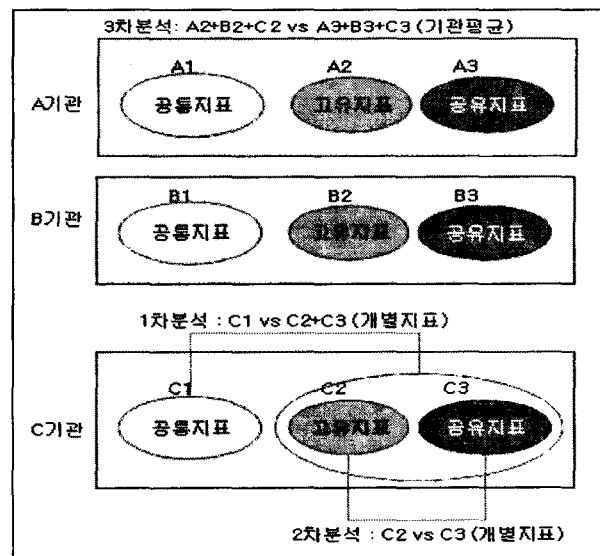 3차분석: A2+B2+C2 vs A3+B3+C3 (기관평균)
A1 A2 A3
A기관 공통지표 고유지표 공유지표
B1 B2 B3
B기관 공통지표 고유지표 공유지표
1차분석 : C1 vs C2+C3 (개별지표)
C1 C2 C3
C기관 공통지표 고유지표 공유지표
2차분석 : C2 vs C3 (개별지표)